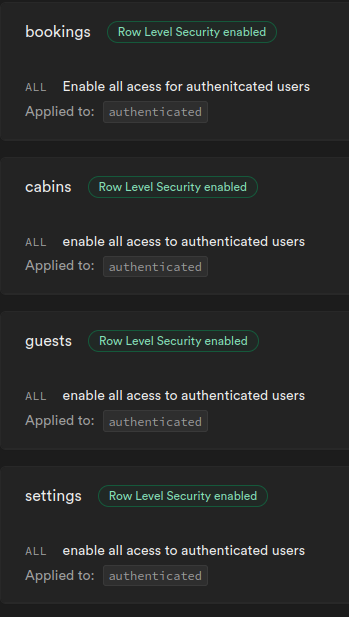 bookings Row Level Security enabled
ALL Enable all acess for authenitcated users
Applied to: authenticated
cabins Row Level Security enabled
ALL enable all acess to authenticated users
Applied to: authenticated
guests Row Level Security enabled
ALL enable all acess to authenticated users
Applied to: authenticated
settings Row Level Security enabled
ALL enable all acess to authenticated users
Applied to: authenticated